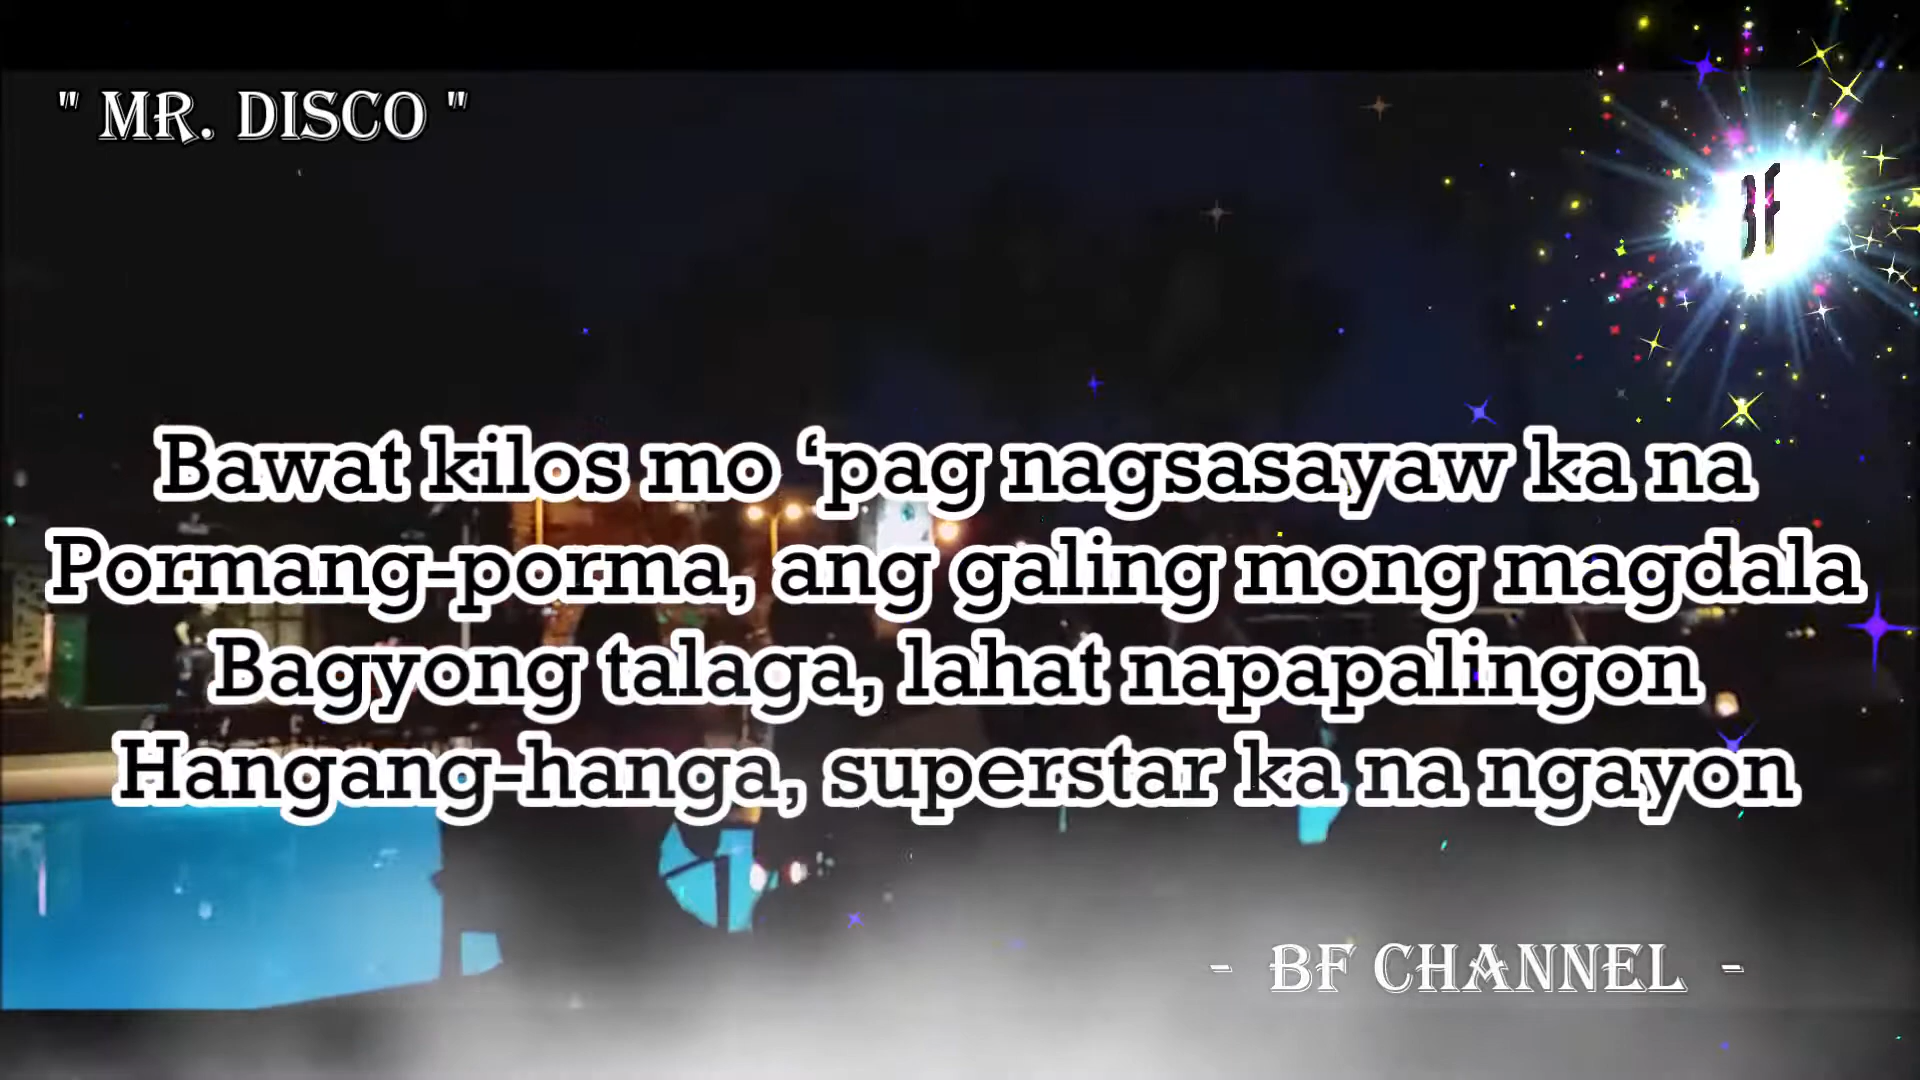 " MR. DISCO "
BF
Bawat kilos mo ‘pag nagsasayaw ka na
Pormang-porma, ang galing mong magdala
Bagyong talaga, lahat napapalingon
Hangang-hanga, superstar ka na ngayon
- BF CHANNEL -